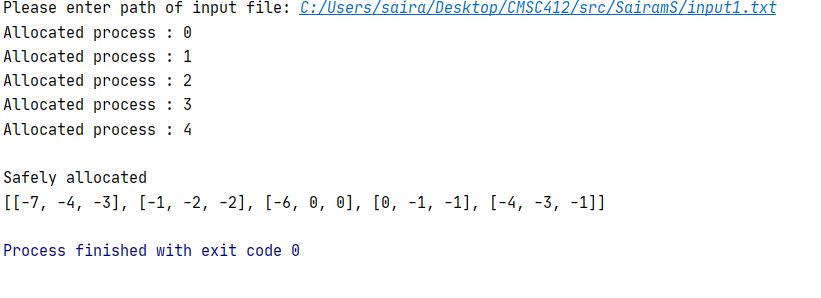 Please enter path of input file: C:/Users/saira/Desktop/CMSC412/src/SairamS/input1.txt
Allocated process : 0
Allocated process : 1
Allocated process : 2
Allocated process : 3
Allocated process : 4
Safely allocated
[[-7, -4, -3], [-1, -2, -2], [-6, 0, 0], [0, -1, -1], [-4, -3, -1]]
Process finished with exit code 0